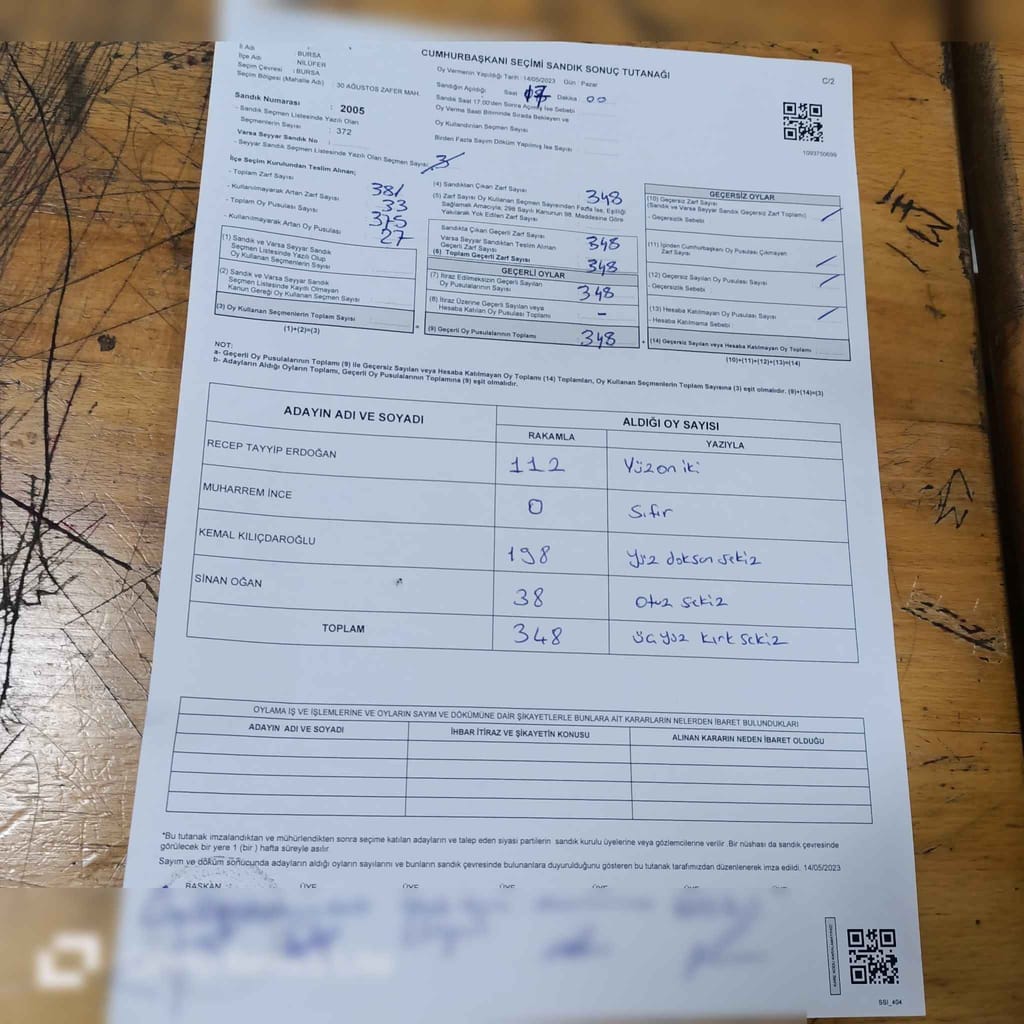 CUMHURBAŞKANI SEÇİMİ SANDIK SONUÇ TUTANAĞI
C/2
İl Adı : BURSA
İlçe Adı : NİLÜFER
Seçim Çevresi : BURSA
Seçim Bölgesi (Mahalle Adı) : 30 AĞUSTOS ZAFER MAH.
Oy Vermenin Yapıldığı Tarih : 14/05/2023 Gün : Pazar
Sandığın Açıldığı Saat 17 Dakika 00
Sandık Saat 17:00'den Sonra Açılmış İse Sebebi
Oy Verme Saati Bitiminde Sırada Bekleyen ve
Oy Kullandırılan Seçmen Sayısı
Birden Fazla Sayım Döküm Yapılmış İse Sayısı
1093750699
Sandık Numarası : 2005
- Sandık Seçmen Listesinde Yazılı Olan
Seçmenlerin Sayısı : 372
Varsa Seyyar Sandık No :
- Seyyar Sandık Seçmen Listesinde Yazılı Olan Seçmen Sayısı
İlçe Seçim Kurulundan Teslim Alınan;
- Toplam Zarf Sayısı 381
- Kullanılmayarak Artan Zarf Sayısı 33
- Toplam Oy Pusulası Sayısı 375
- Kullanılmayarak Artan Oy Pusulası 27
(1) Sandık ve Varsa Seyyar Sandık
Seçmen Listesinde Yazılı Olup
Oy Kullanan Seçmenlerin Sayısı
(2) Sandık ve Varsa Seyyar Sandık
Seçmen Listesinde Kayıtlı Olmayan
Kanun Gereği Oy Kullanan Seçmen Sayısı
(3) Oy Kullanan Seçmenlerin Toplam Sayısı
(1)+(2)=(3)
(4) Sandıktan Çıkan Zarf Sayısı 348
(5) Zarf Sayısı Oy Kullanan Seçmen Sayısından Fazla İse, Eşitliği
Sağlamak Amacıyla; 298 Sayılı Kanunun 98. Maddesine Göre
Yakılarak Yok Edilen Zarf Sayısı
Sandıkta Çıkan Geçerli Zarf Sayısı 348
Varsa Seyyar Sandıktan Teslim Alınan
Geçerli Zarf Sayısı
(6) Toplam Geçerli Zarf Sayısı 348
GEÇERLİ OYLAR
(7) İtiraz Edilmeksizin Geçerli Sayılan
Oy Pusulasının Sayısı 348
(8) İtiraz Üzerine Geçerli Sayılan veya
Hesaba Katılan Oy Pusulası Toplamı -
(9) Geçerli Oy Pusulalarının Toplamı 348
GEÇERSİZ OYLAR
(10) Geçersiz Zarf Sayısı
(Sandık ve Varsa Seyyar Sandık Geçersiz Zarf Toplamı)
- Geçersizlik Sebebi
(11) İçinden Cumhurbaşkanı Oy Pusulası Çıkmayan
Zarf Sayısı
(12) Geçersiz Sayılan Oy Pusulası Sayısı
- Geçersizlik Sebebi
(13) Hesaba Katılmayan Oy Pusulası Sayısı
- Hesaba Katılmama Sebebi
(14) Geçersiz Sayılan veya Hesaba Katılmayan Oy Toplamı
(10)+(11)+(12)+(13)=(14)
NOT:
a- Geçerli Oy Pusulalarının Toplamı (9) ile Geçersiz Sayılan veya Hesaba Katılmayan Oy Toplamı (14) Toplamları, Oy Kullanan Seçmenlerin Toplam Sayısına (3) eşit olmalıdır. (9)+(14)=(3)
b- Adayların Aldığı Oyların Toplamı, Geçerli Oy Pusulalarının Toplamına (9) eşit olmalıdır.
ADAYIN ADI VE SOYADI ALDIĞI OY SAYISI
RAKAMLA YAZIYLA
RECEP TAYYİP ERDOĞAN 112 Yüz on iki
MUHARREM İNCE 0 Sıfır
KEMAL KILIÇDAROĞLU 198 Yüz doksan sekiz
SİNAN OĞAN 38 Otuz sekiz
TOPLAM 348 üç yüz kırk sekiz
OYLAMA İŞ VE İŞLEMLERİNE VE OYLARIN SAYIM VE DÖKÜMÜNE DAİR ŞİKAYETLERLE BUNLARA AİT KARARLARIN NELERDEN İBARET BULUNDUKLARI
ADAYIN ADI VE SOYADI İHBAR İTİRAZ VE ŞİKAYETİN KONUSU ALINAN KARARIN NEDEN İBARET OLDUĞU
*Bu tutanak imzalandıktan ve mühürlendikten sonra seçime katılan adayların ve talep eden siyasi partilerin sandık kurulu üyelerine veya gözlemcilerine verilir. Bir nüshası da sandık çevresinde
görülecek bir yere 1 (bir) hafta süreyle asılır.
Sayım ve döküm sonucunda adayların aldığı oyların sayılarını ve bunların sandık çevresinde bulunanlara duyurulduğunu gösteren bu tutanak tarafımızdan düzenlenerek imza edildi. 14/05/2023
BAŞKAN ÜYE ÜYE ÜYE ÜYE ÜYE ÜYE
SSI_404